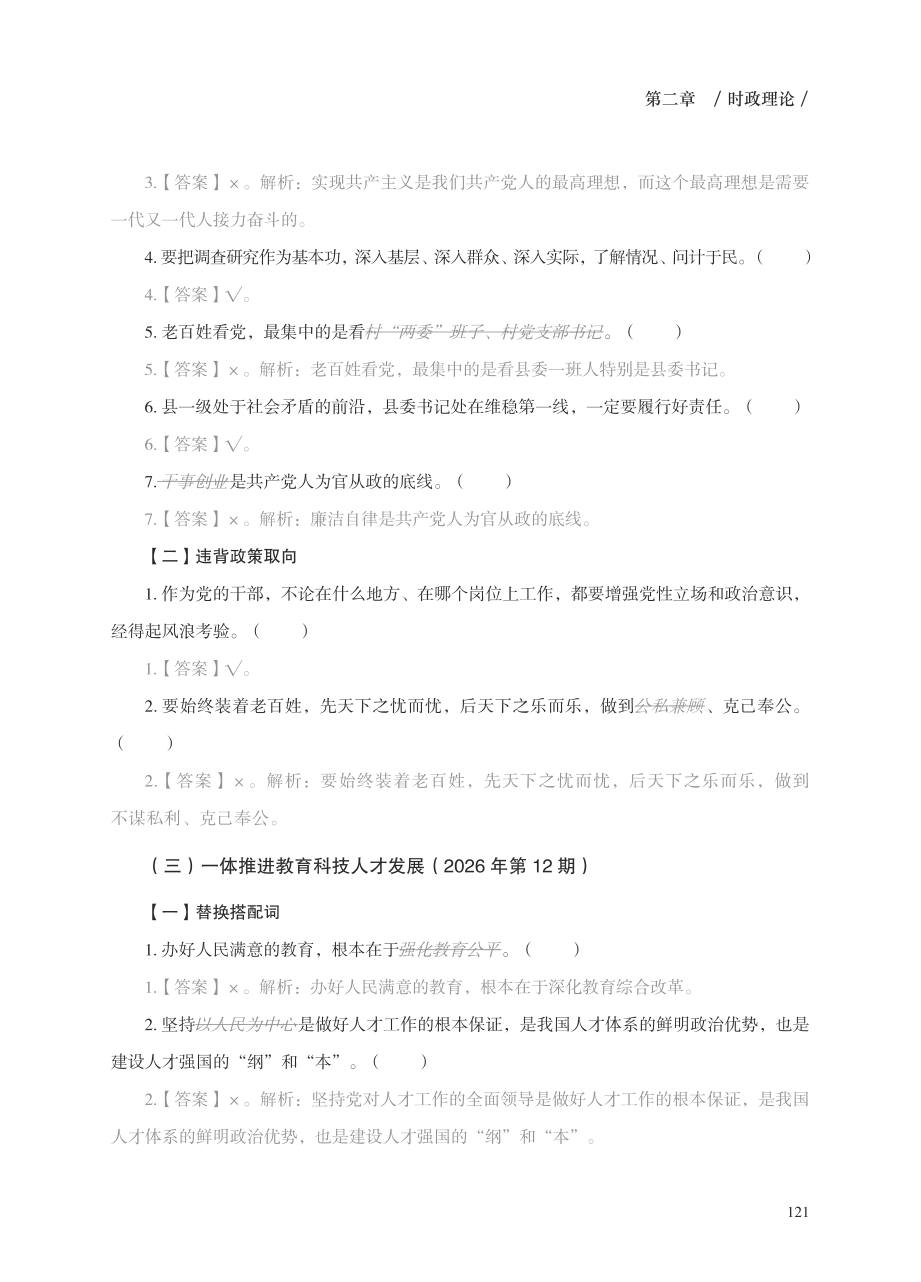 第二章 / 时政理论 /
3.【答案】×。解析：实现共产主义是我们共产党人的最高理想，而这个最高理想是需要
一代又一代人接力奋斗的。
4. 要把调查研究作为基本功，深入基层、深入群众、深入实际，了解情况、问计于民。（　　）
4.【答案】√。
5. 老百姓看党，最集中的是看村“两委”班子、村党支部书记。（　　）
5.【答案】×。解析：老百姓看党，最集中的是看县委一班人特别是县委书记。
6. 县一级处于社会矛盾的前沿，县委书记处在维稳第一线，一定要履行好责任。（　　）
6.【答案】√。
7.干事创业是共产党人为官从政的底线。（　　）
7.【答案】×。解析：廉洁自律是共产党人为官从政的底线。
【二】违背政策取向
1. 作为党的干部，不论在什么地方、在哪个岗位上工作，都要增强党性立场和政治意识，
经得起风浪考验。（　　）
1.【答案】√。
2. 要始终装着老百姓，先天下之忧而忧，后天下之乐而乐，做到公私兼顾、克己奉公。
（　　）
2.【答案】×。解析：要始终装着老百姓，先天下之忧而忧，后天下之乐而乐，做到
不谋私利、克己奉公。
（三）一体推进教育科技人才发展（2026 年第 12 期）
【一】替换搭配词
1. 办好人民满意的教育，根本在于强化教育公平。（　　）
1.【答案】×。解析：办好人民满意的教育，根本在于深化教育综合改革。
2. 坚持以人民为中心是做好人才工作的根本保证，是我国人才体系的鲜明政治优势，也是
建设人才强国的“纲”和“本”。（　　）
2.【答案】×。解析：坚持党对人才工作的全面领导是做好人才工作的根本保证，是我国
人才体系的鲜明政治优势，也是建设人才强国的“纲”和“本”。
121